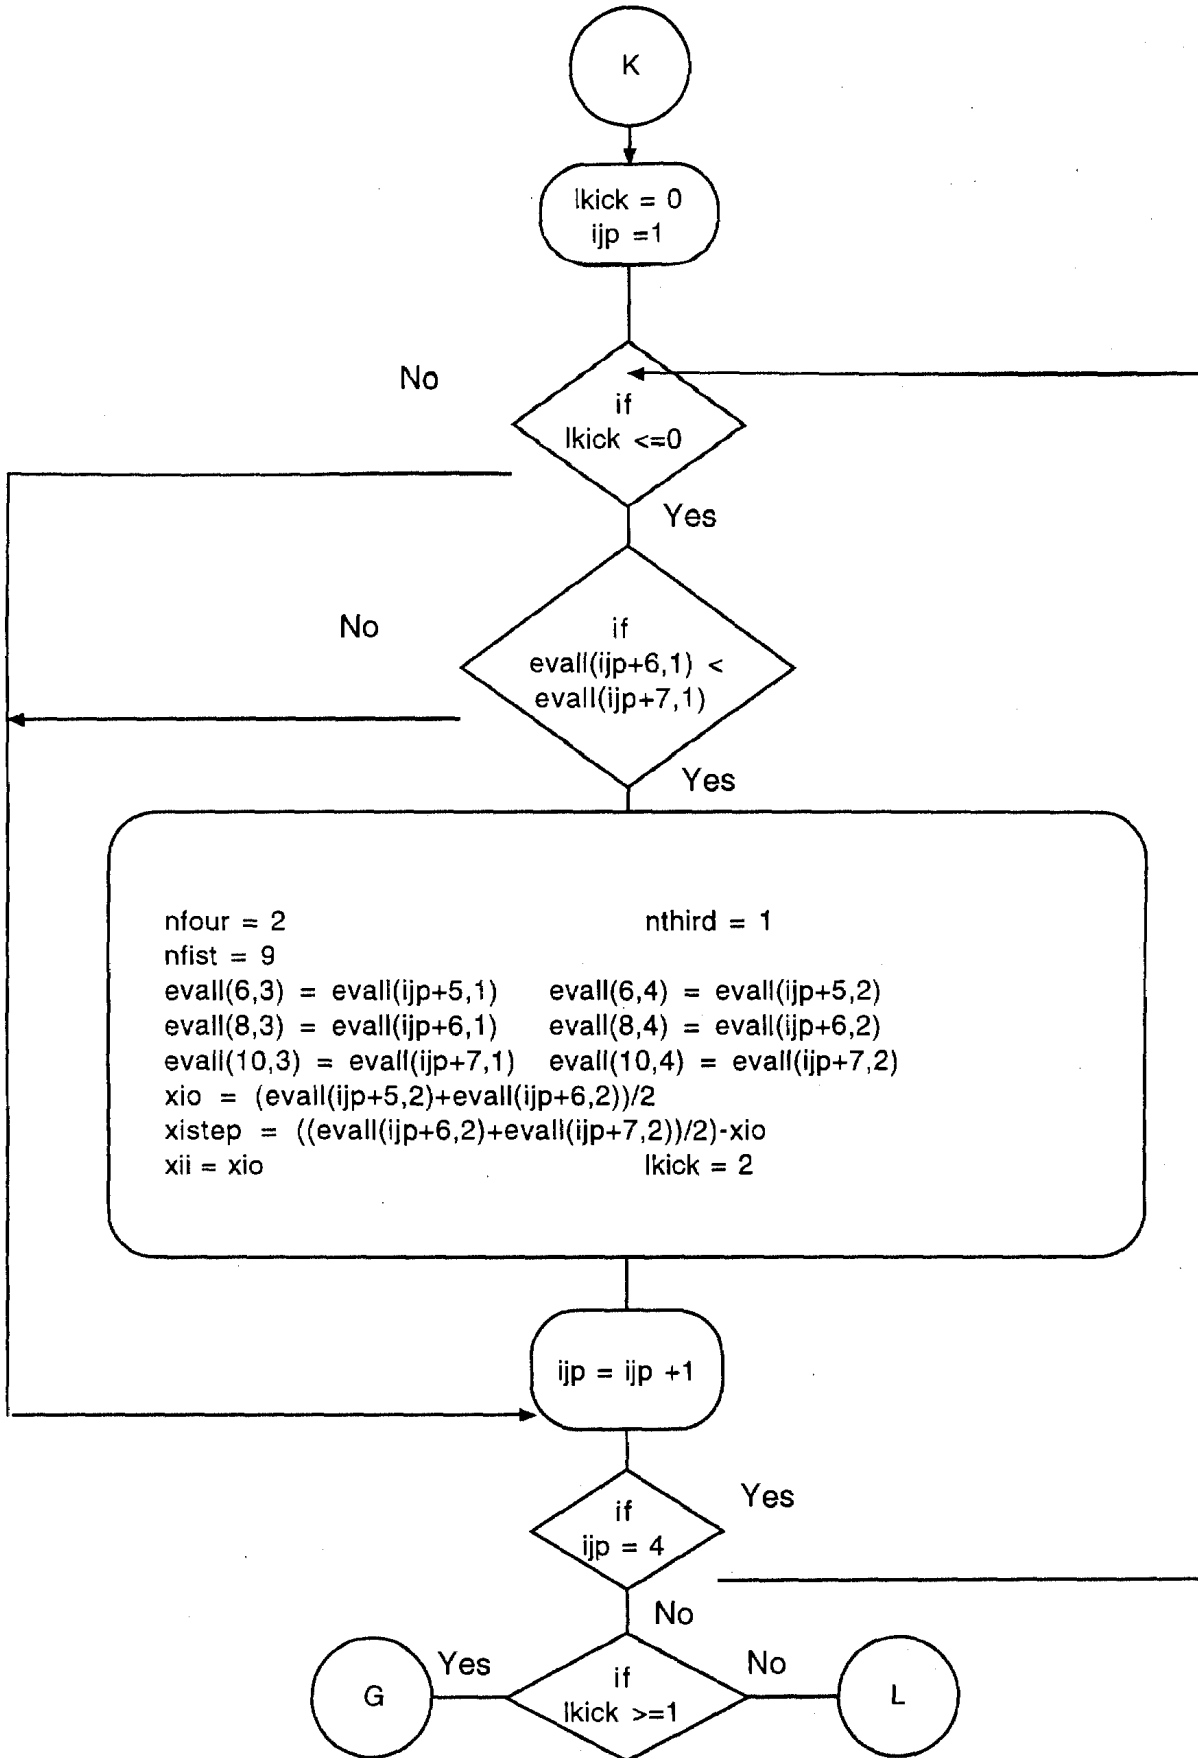 K
lkick = 0
ijp =1
No
if
lkick <=0
Yes
No
if
evall(ijp+6,1) <
evall(ijp+7,1)
Yes
nfour = 2 nthird = 1
nfist = 9
evall(6,3) = evall(ijp+5,1) evall(6,4) = evall(ijp+5,2)
evall(8,3) = evall(ijp+6,1) evall(8,4) = evall(ijp+6,2)
evall(10,3) = evall(ijp+7,1) evall(10,4) = evall(ijp+7,2)
xio = (evall(ijp+5,2)+evall(ijp+6,2))/2
xistep = ((evall(ijp+6,2)+evall(ijp+7,2))/2)-xio
xii = xio lkick = 2
ijp = ijp +1
Yes
if
ijp = 4
No
G
Yes
if
lkick >=1
No
L